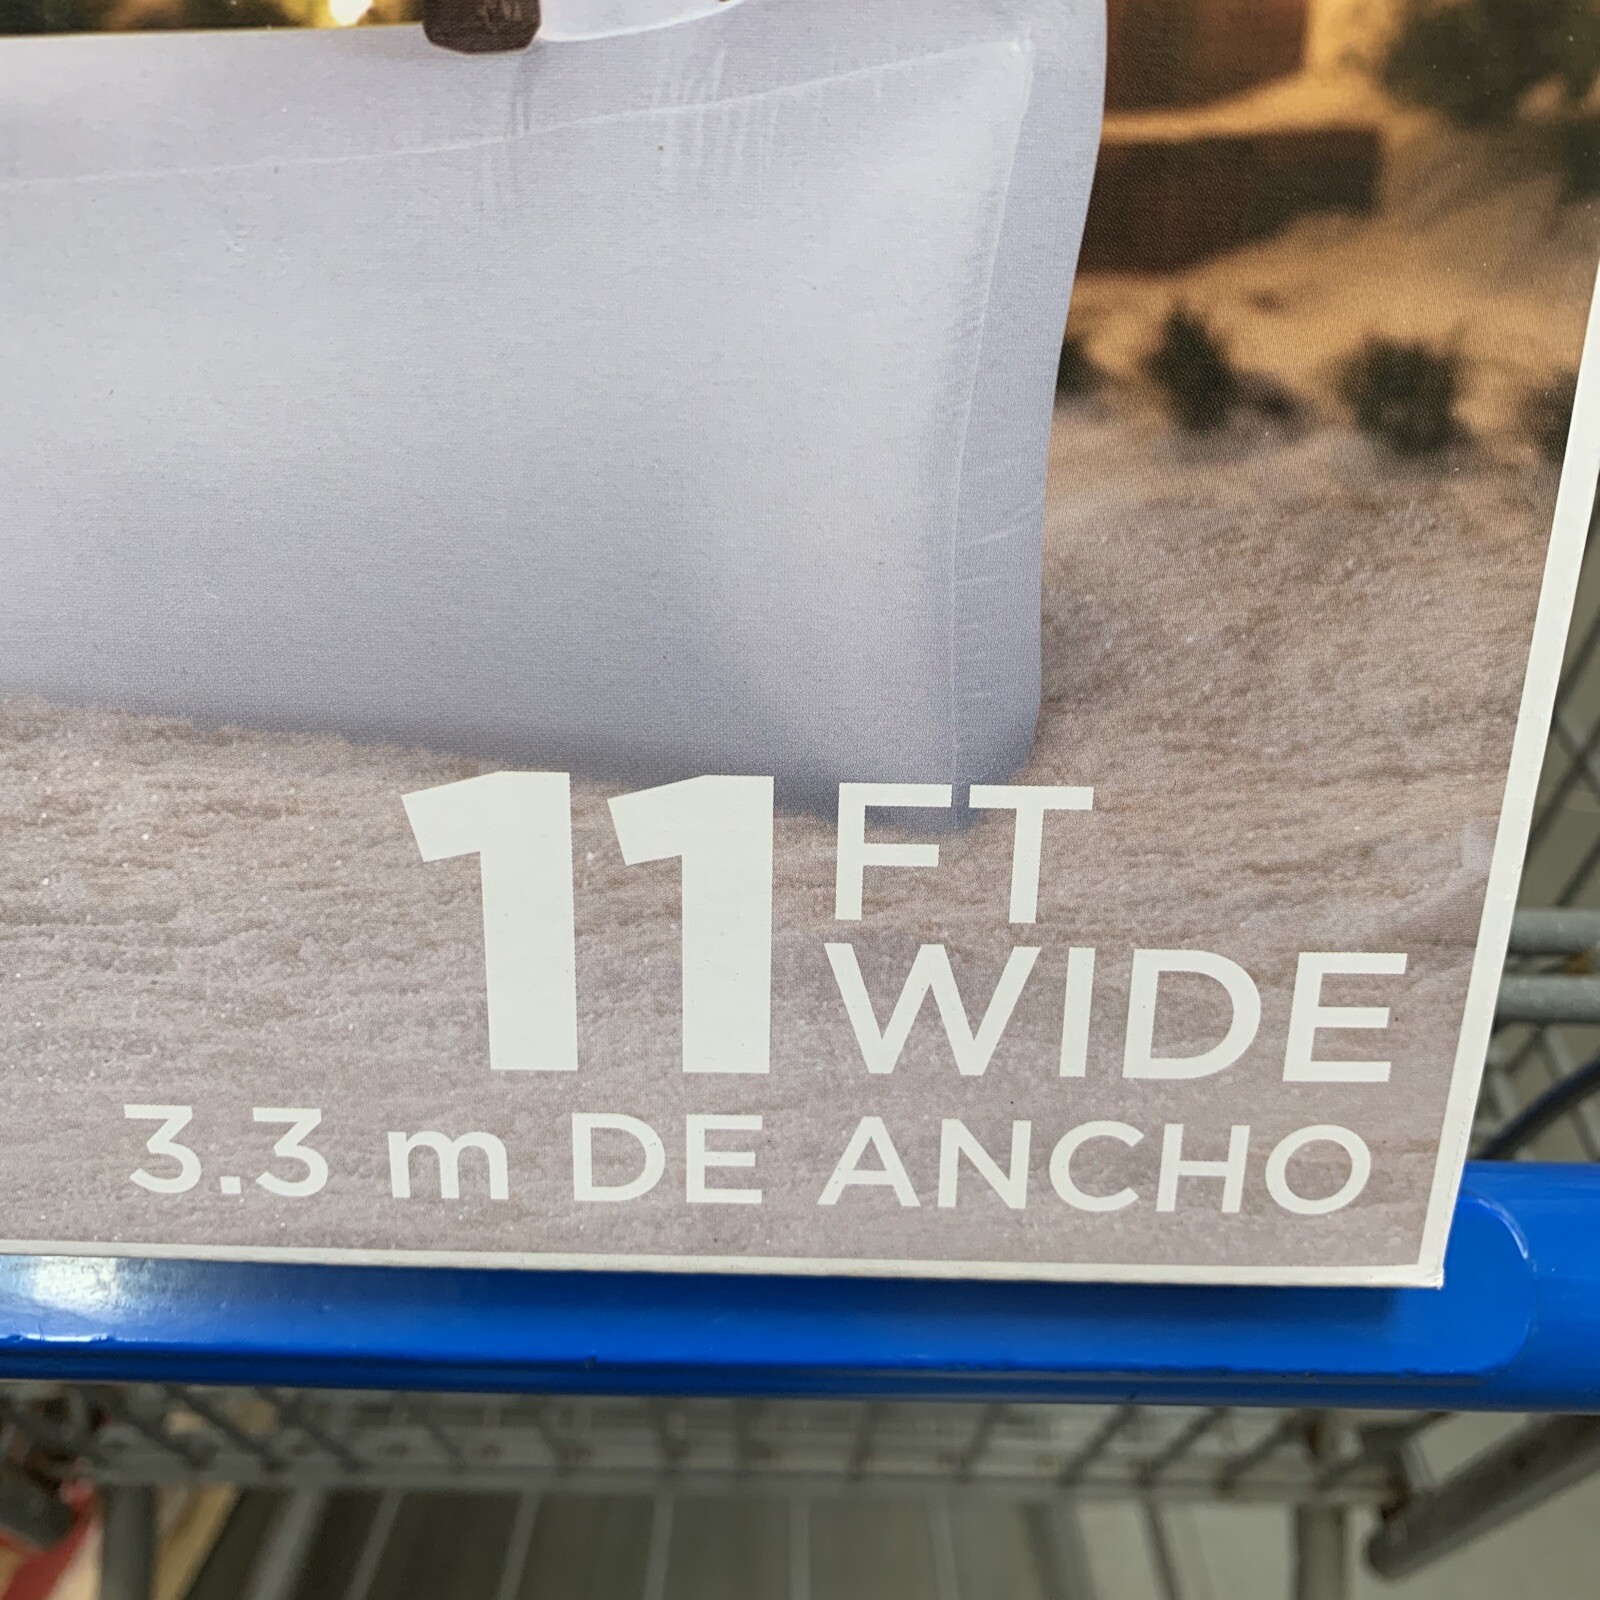 11 FT
WIDE
3.3 m DE ANCHO